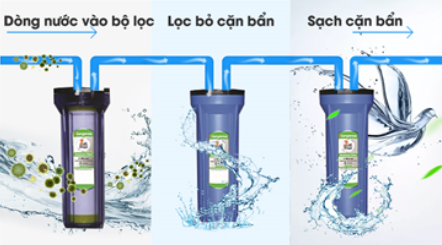 Dòng nước vào bộ lọc
Lọc bỏ cặn bẩn
Sạch cặn bẩn